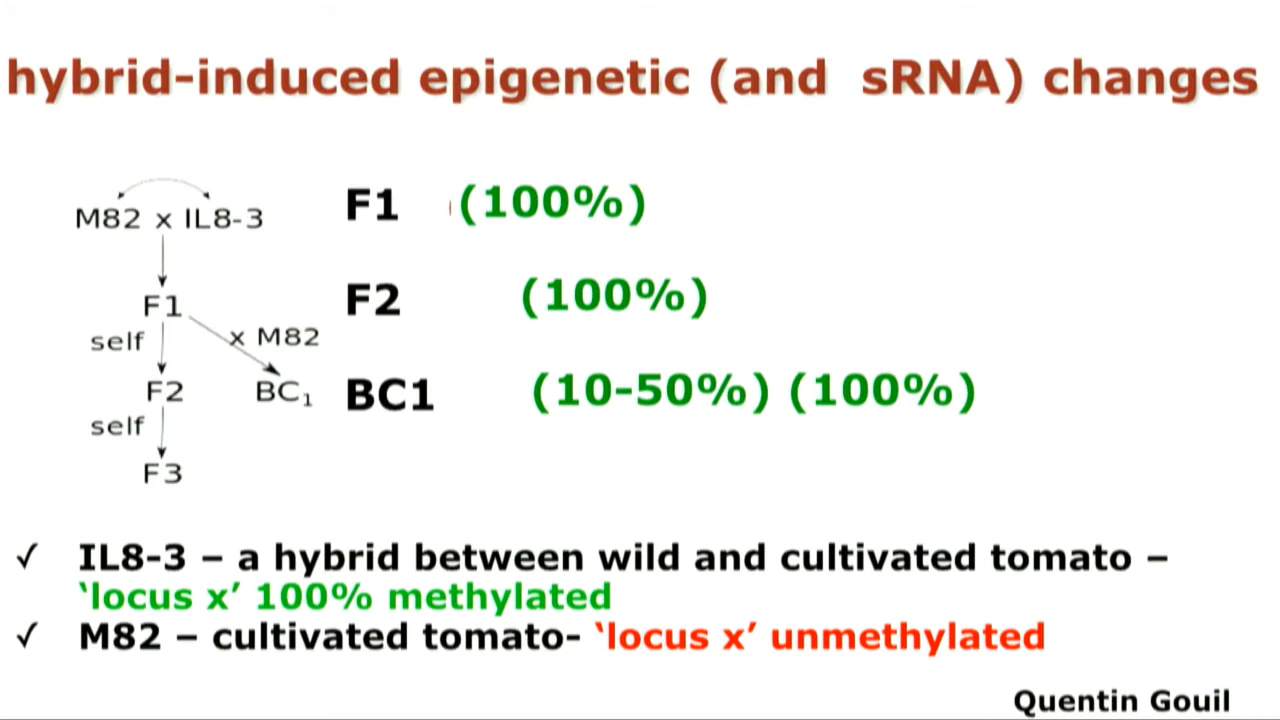 hybrid-induced epigenetic (and sRNA) changes
M82 x IL8-3
F1 (100%)
F1
F2 (100%)
self
x M82
F2
BC1
BC1 (10-50%) (100%)
self
F3
✓ IL8-3 – a hybrid between wild and cultivated tomato –
‘locus x’ 100% methylated
✓ M82 – cultivated tomato- ‘locus x’ unmethylated
Quentin Gouil